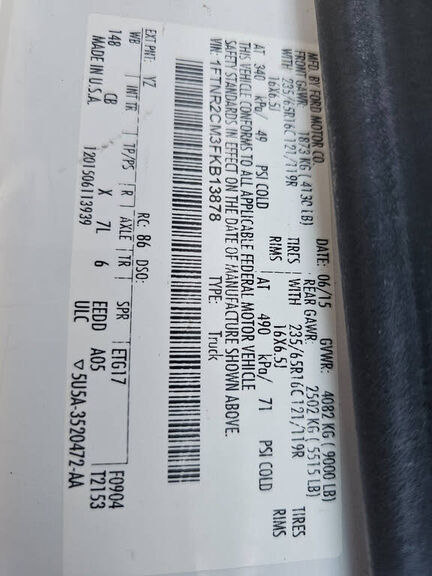 MFD. BY FORD MOTOR CO.
DATE: 06/15 GVWR: 4082 KG ( 9000 LB)
FRONT GAWR: 1873 KG ( 4130 LB) REAR GAWR: 2502 KG ( 5515 LB)
WITH 235/65R16C121/119R TIRES WITH 235/65R16C121/119R TIRES
16X6.5J RIMS 16X6.5J RIMS
AT 340 kPa/ 49 PSI COLD AT 490 kPa/ 71 PSI COLD
THIS VEHICLE CONFORMS TO ALL APPLICABLE FEDERAL MOTOR VEHICLE
SAFETY STANDARDS IN EFFECT ON THE DATE OF MANUFACTURE SHOWN ABOVE.
VIN: 1FTNR2CM3FKB13878 TYPE: Truck
EXT PNT: YZ RC: 86 DSO:
WB INT TR TP/PS R AXLE TR SPR ETG17 F0904
148 CB X 7L 6 EEDD A05 T2153
MADE IN U.S.A. ULC
1201506113939 ▽5U5A-3520472-AA